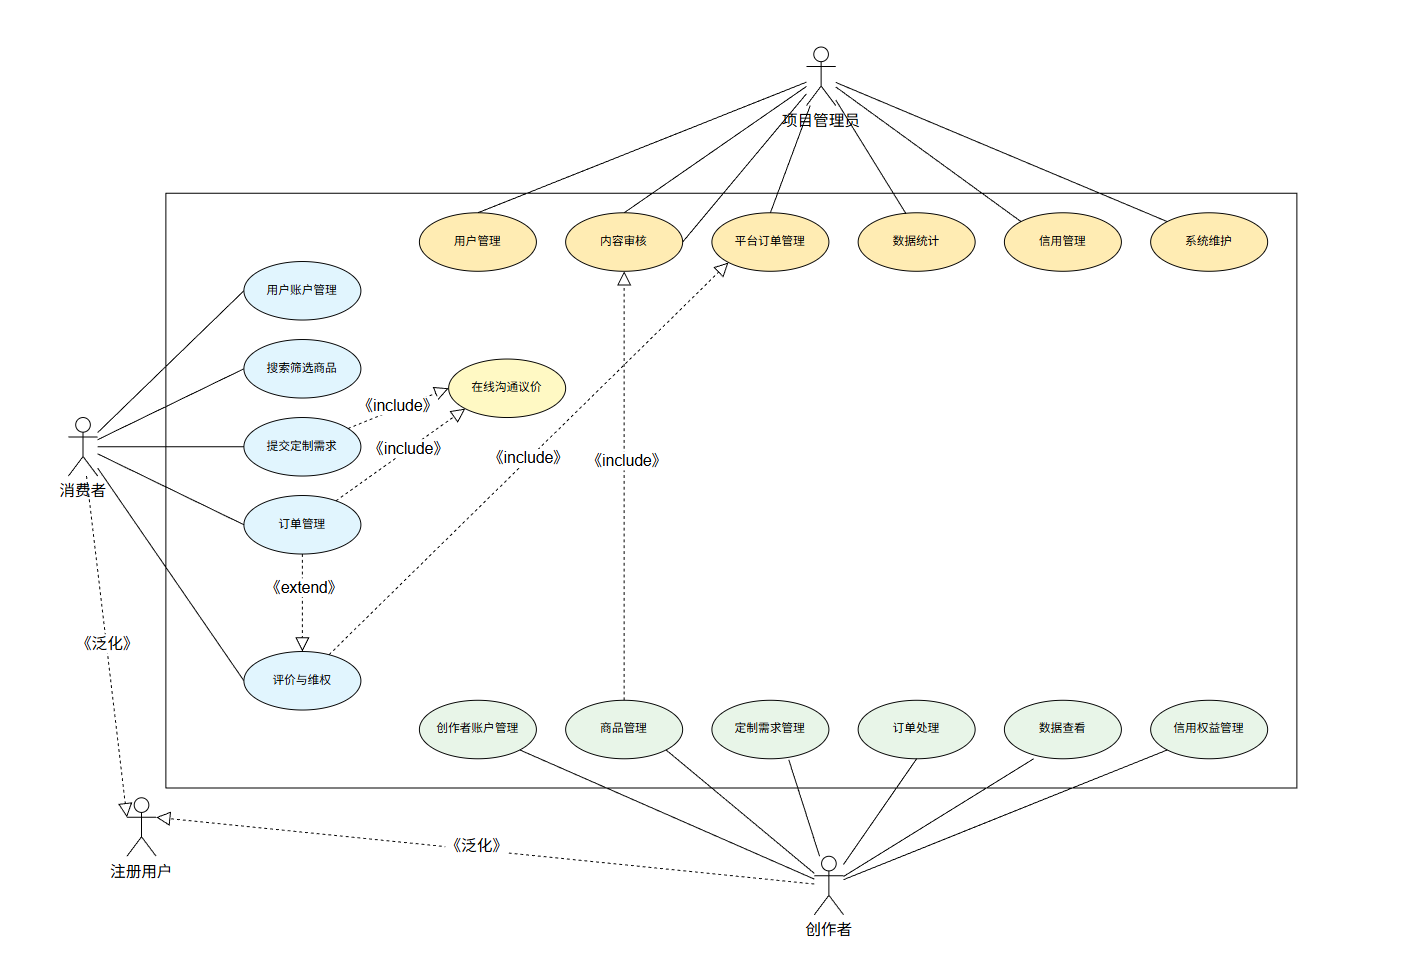 项目管理员
用户管理
内容审核
平台订单管理
数据统计
信用管理
系统维护
用户账户管理
搜索筛选商品
在线沟通议价
《include》
提交定制需求
《include》
《include》
《include》
消费者
订单管理
《extend》
《泛化》
评价与维权
创作者账户管理
商品管理
定制需求管理
订单处理
数据查看
信用权益管理
《泛化》
注册用户
创作者